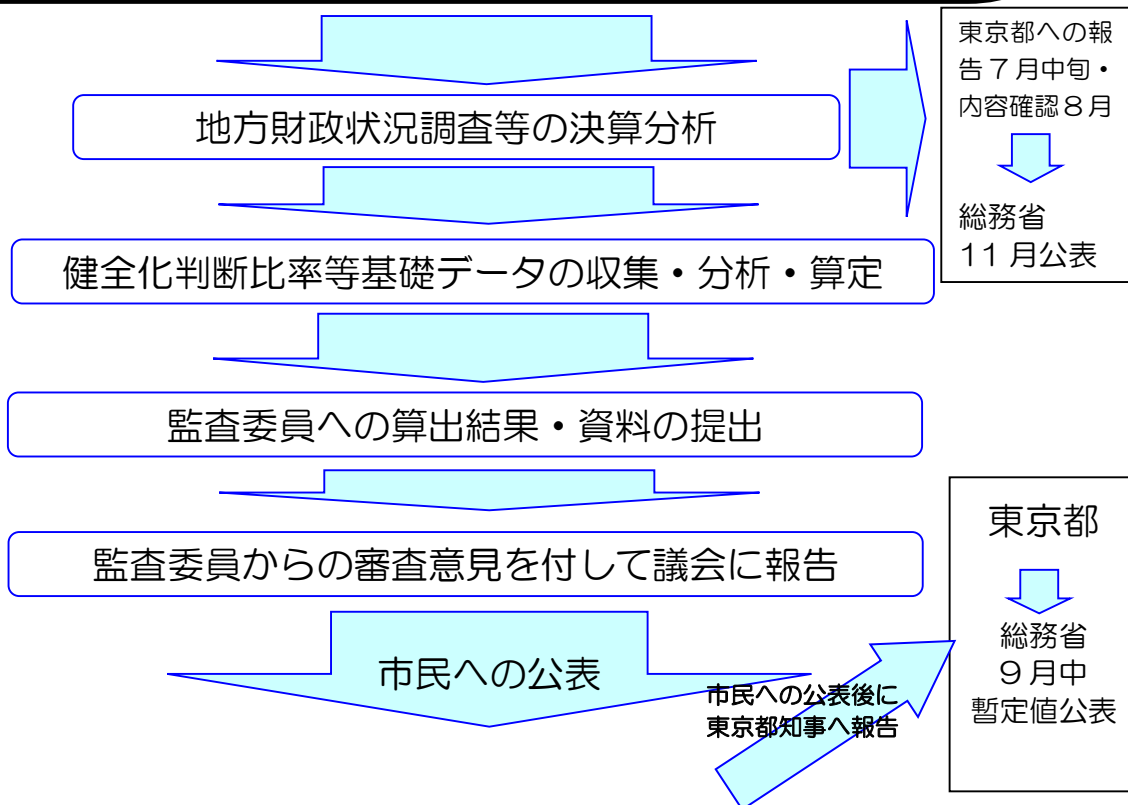 東京都への報
告７月中旬・
内容確認８月
総務省
11 月公表
地方財政状況調査等の決算分析
健全化判断比率等基礎データの収集・分析・算定
監査委員への算出結果・資料の提出
監査委員からの審査意見を付して議会に報告
市民への公表
市民への公表後に
東京都知事へ報告
東京都
総務省
９月中
暫定値公表